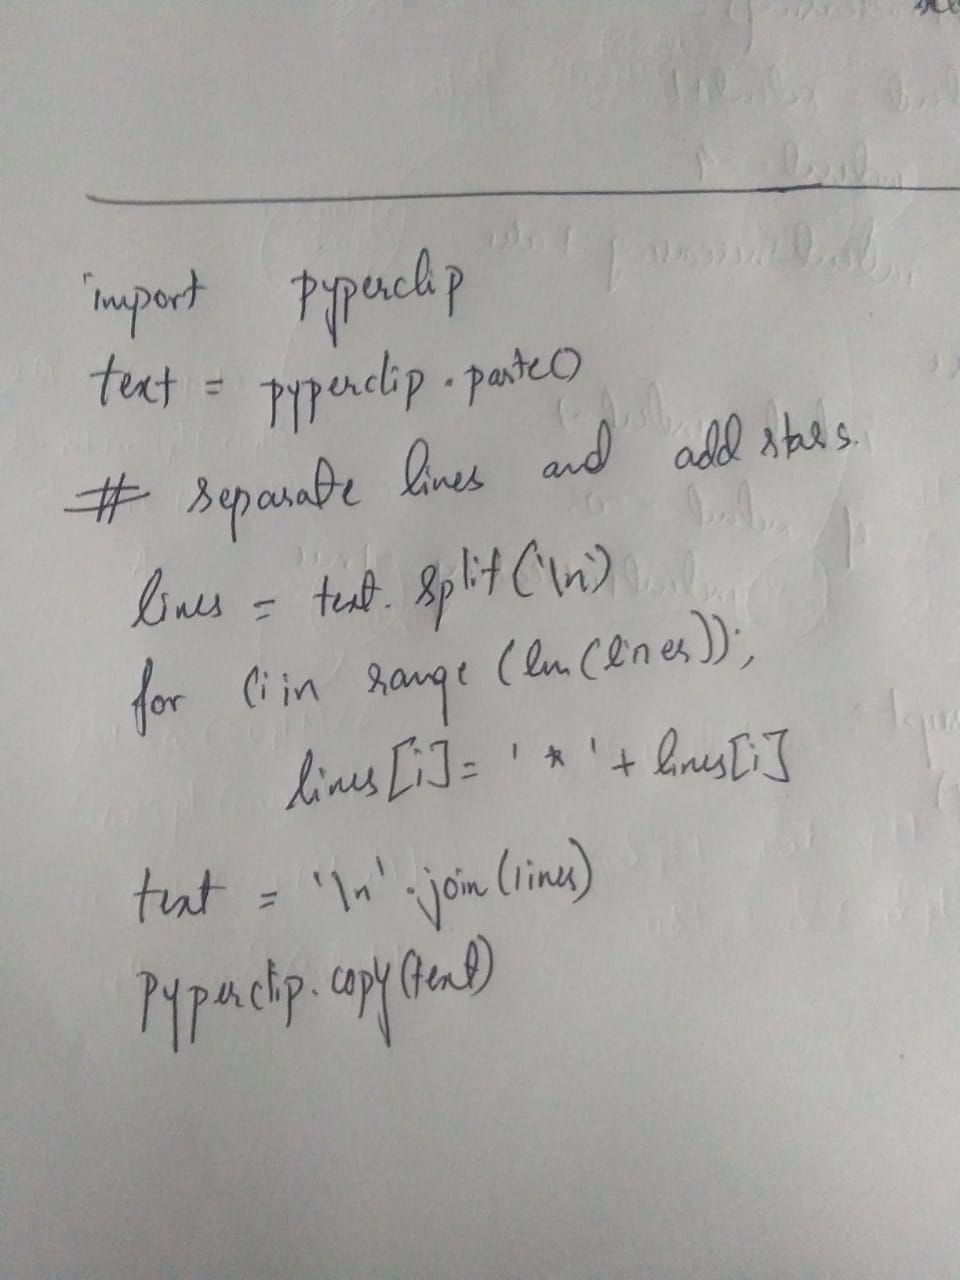 import pyperclip
text = pyperclip.paste()
# separate lines and add stars.
lines = text.split('\n')
for (i in range (len(lines));
lines[i]= ' * ' + lines[i]
text = '\n'.join(lines)
pyperclip.copy(text)